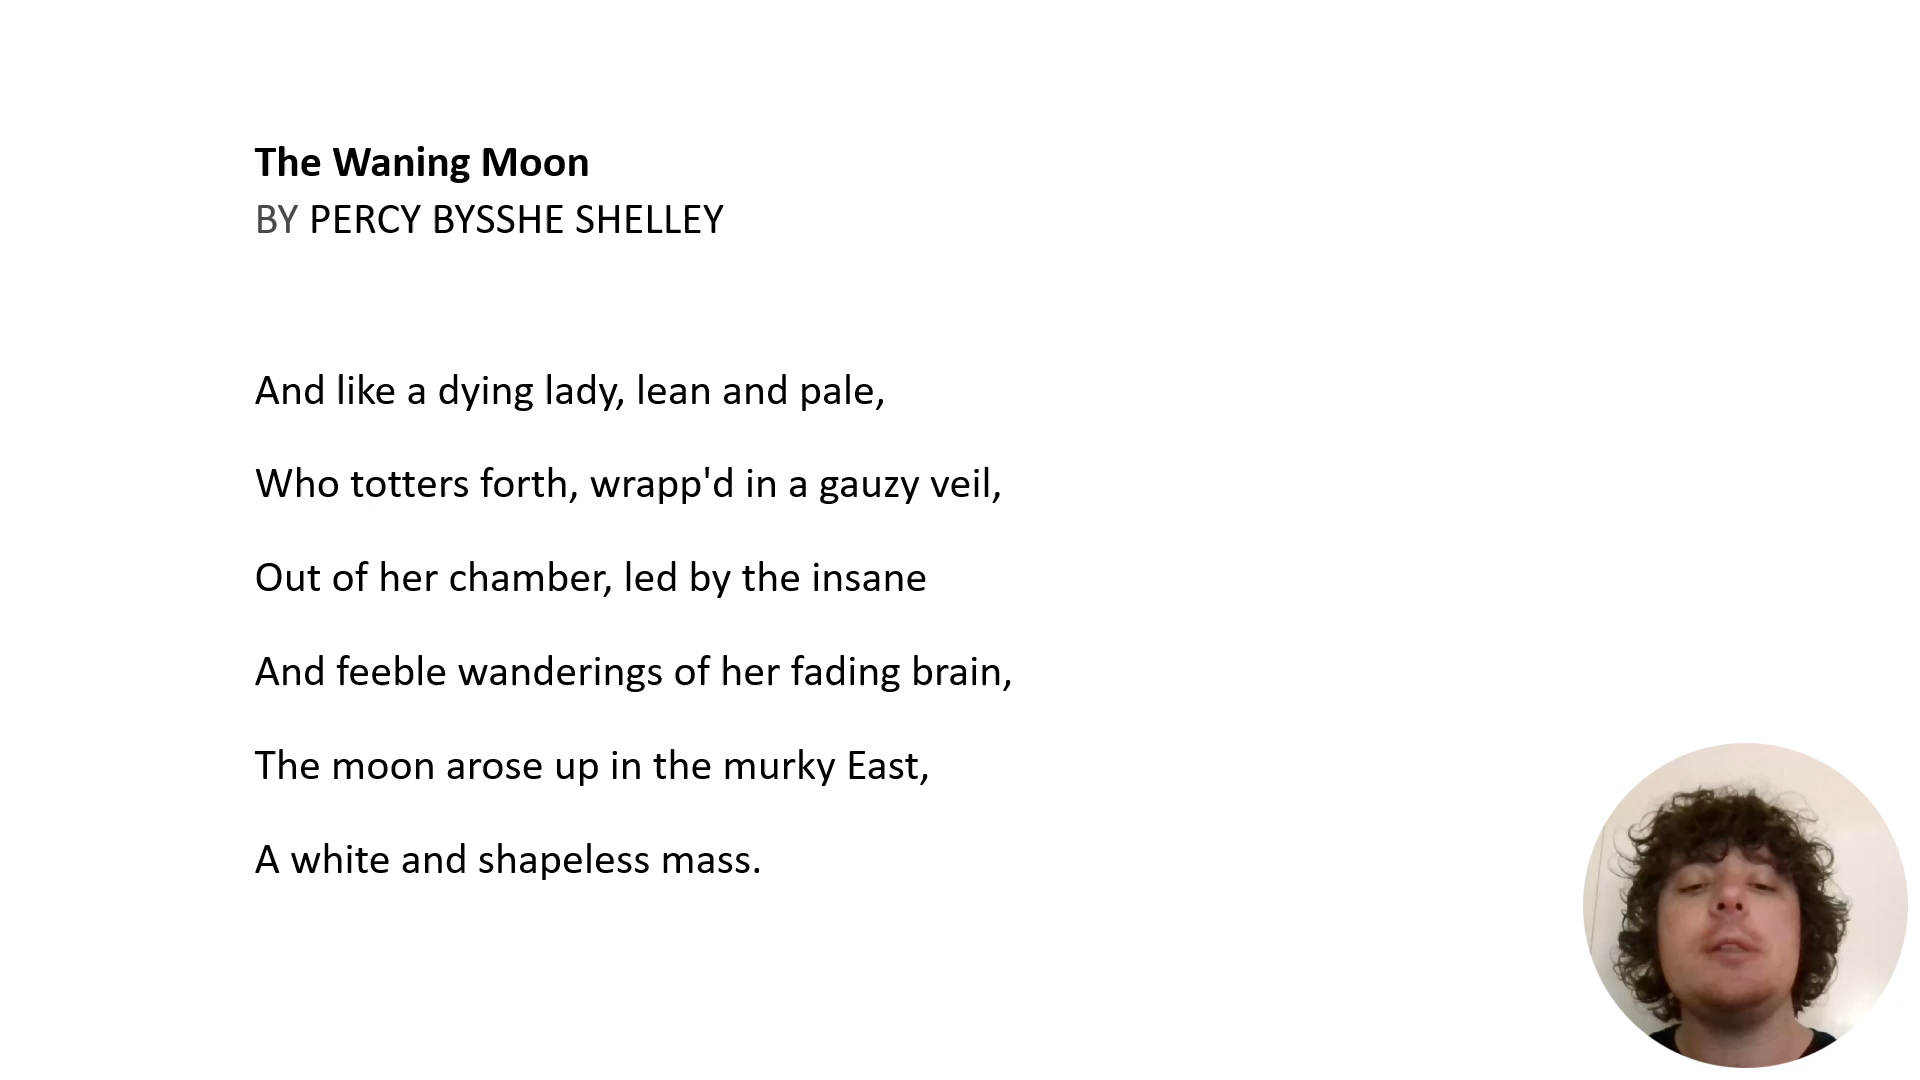 The Waning Moon
BY PERCY BYSSHE SHELLEY
And like a dying lady, lean and pale,
Who totters forth, wrapp'd in a gauzy veil,
Out of her chamber, led by the insane
And feeble wanderings of her fading brain,
The moon arose up in the murky East,
A white and shapeless mass.